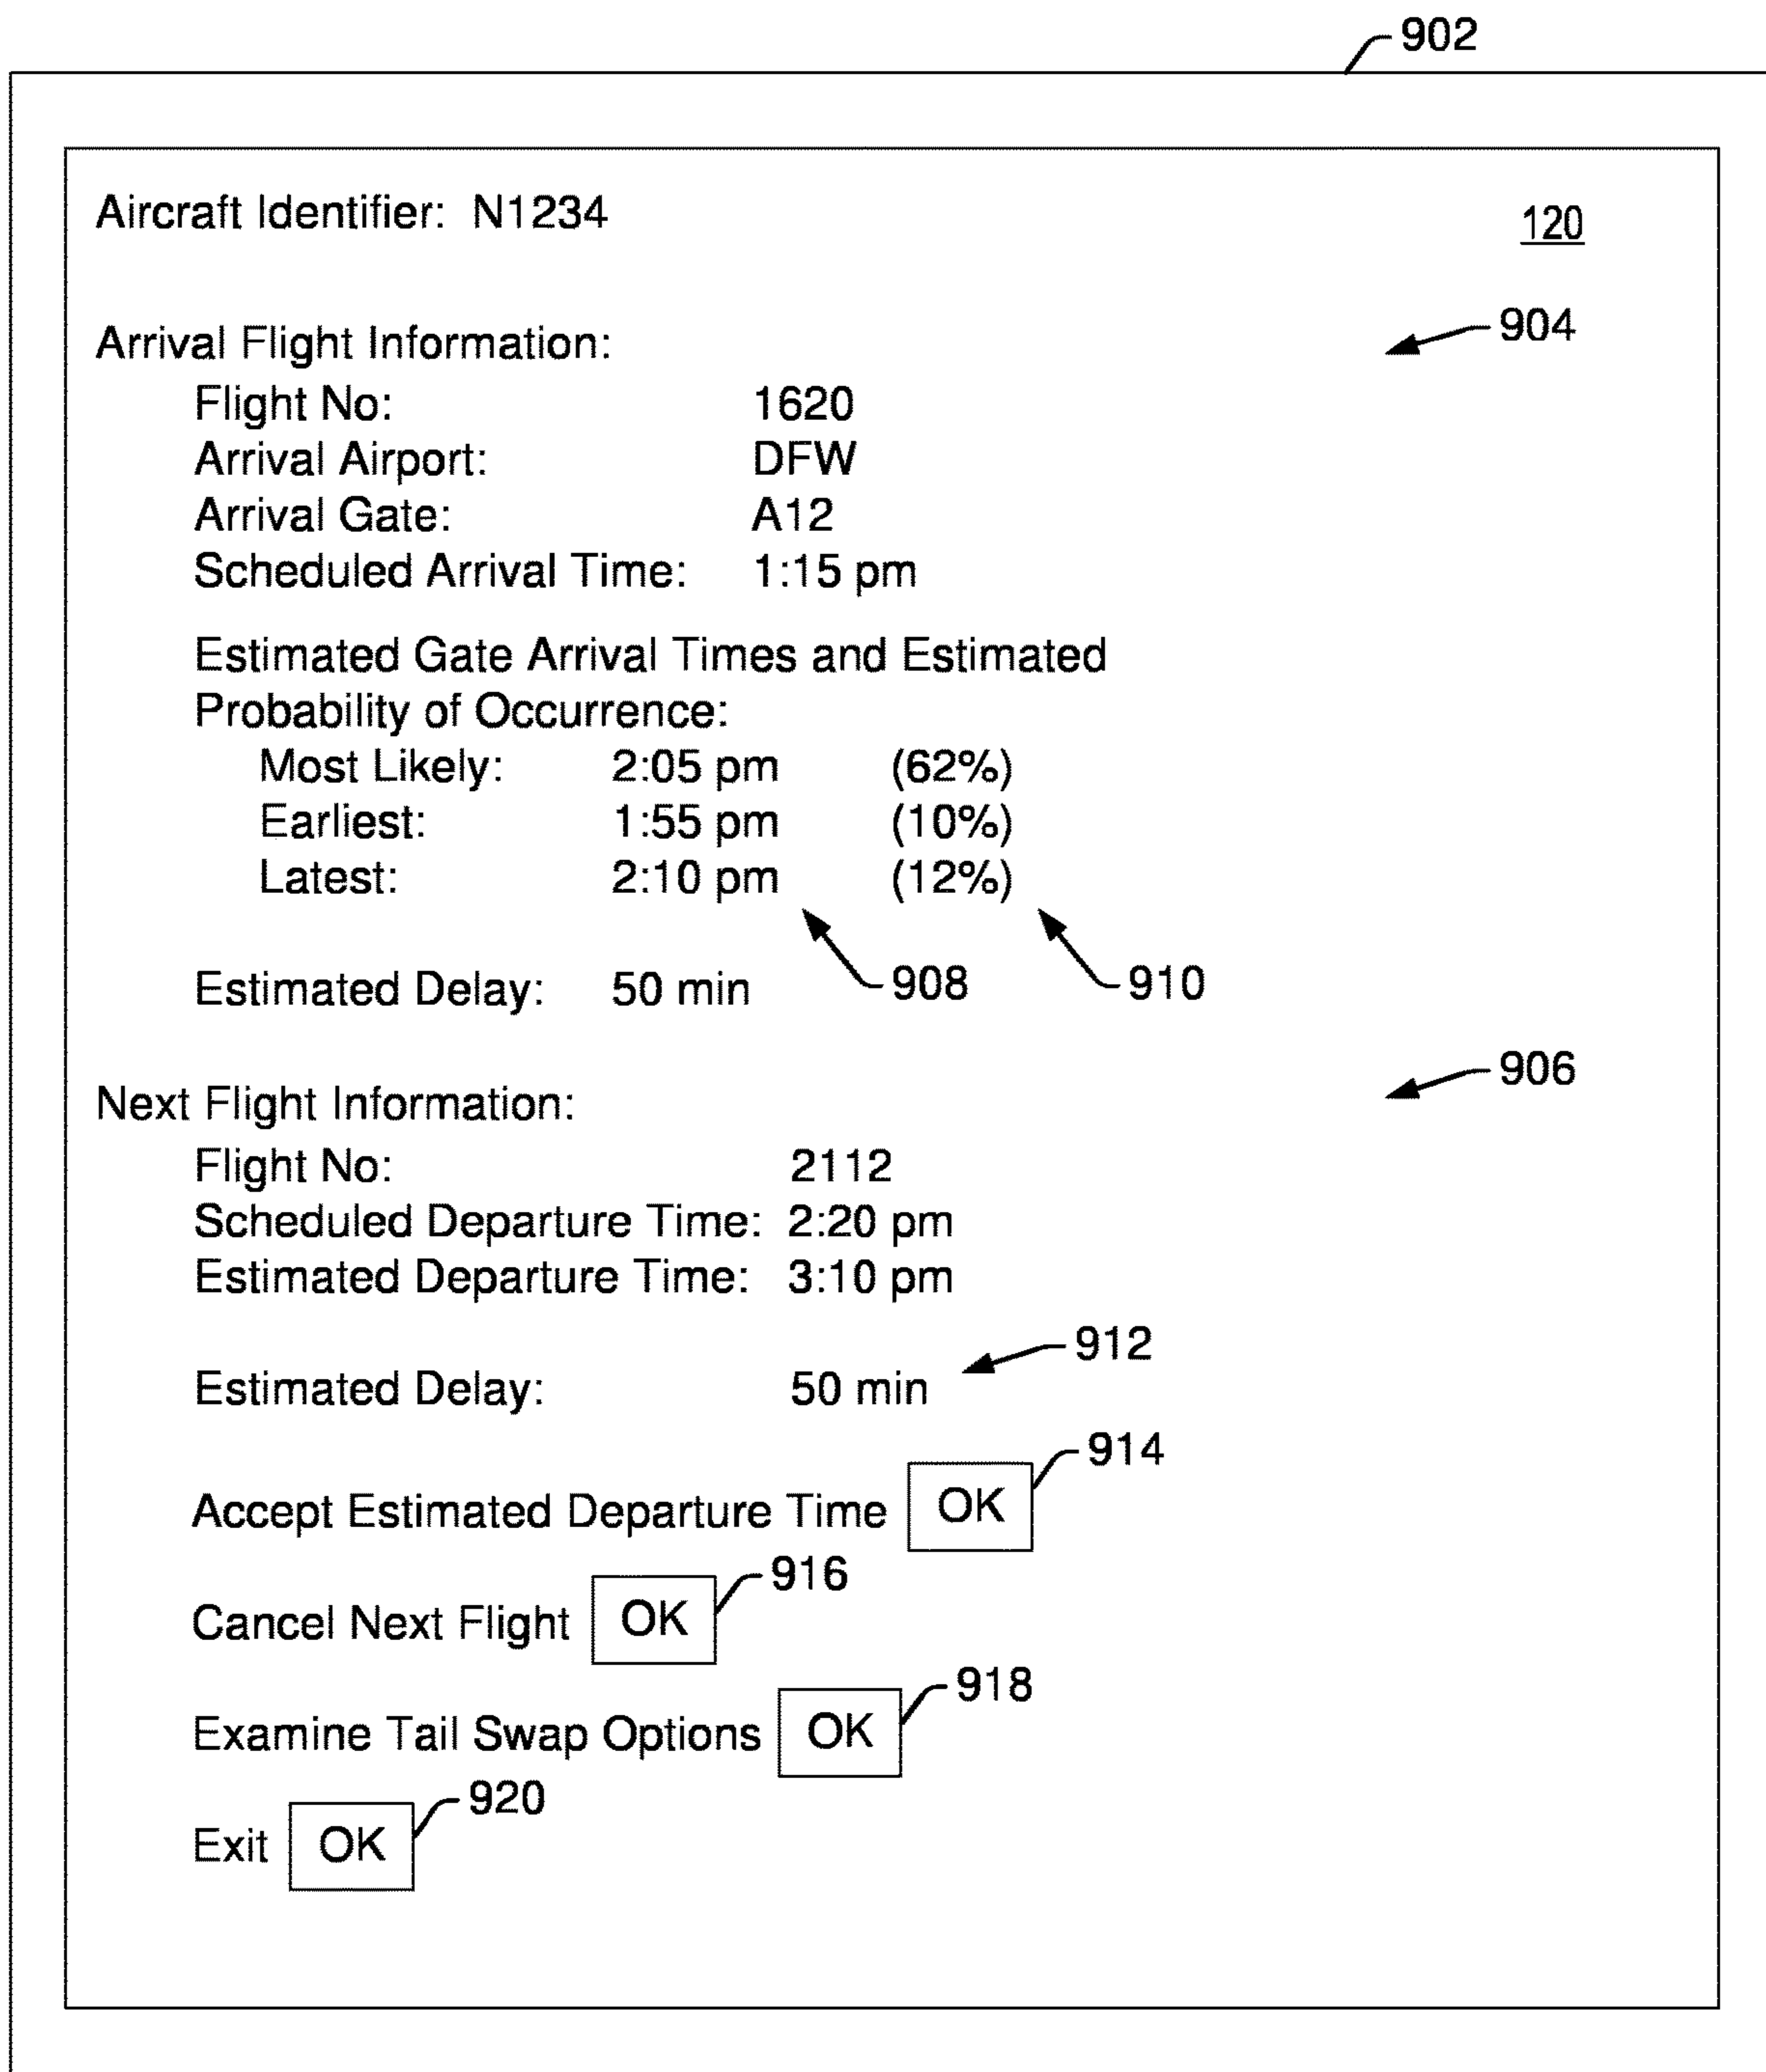 902
Aircraft Identifier: N1234 120
904
Arrival Flight Information:
Flight No: 1620
Arrival Airport: DFW
Arrival Gate: A12
Scheduled Arrival Time: 1:15 pm
Estimated Gate Arrival Times and Estimated
Probability of Occurrence:
Most Likely: 2:05 pm (62%)
Earliest: 1:55 pm (10%)
Latest: 2:10 pm (12%)
Estimated Delay: 50 min 908 910
906
Next Flight Information:
Flight No: 2112
Scheduled Departure Time: 2:20 pm
Estimated Departure Time: 3:10 pm
912
Estimated Delay: 50 min
914
Accept Estimated Departure Time OK
916
Cancel Next Flight OK
918
Examine Tail Swap Options OK
920
Exit OK